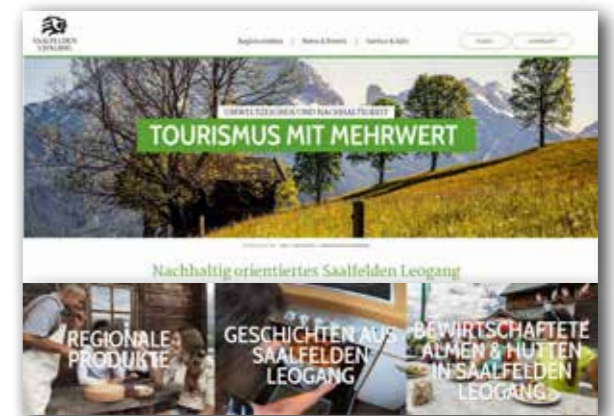 SAALFELDEN
LEOGANG
UMWELTZEICHEN UND NACHHALTIGKEIT
TOURISMUS MIT MEHRWERT
Nachhaltig orientiertes Saalfelden Leogang
REGIONALE
PRODUKTE
GESCHICHTEN AUS
SAALFELDEN
LEOGANG
BEWIRTSCHAFTETE
ALMEN & HÜTTEN
IN SAALFELDEN
LEOGANG